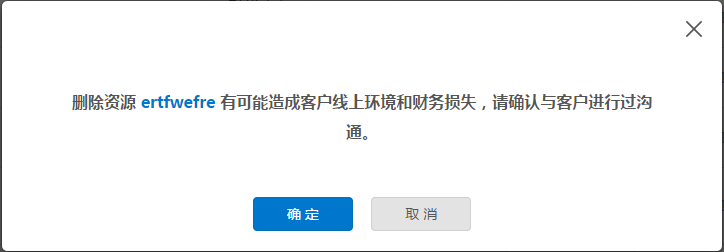 删除资源 ertfwefre 有可能造成客户线上环境和财务损失，请确认与客户进行过沟
通。
确 定
取 消